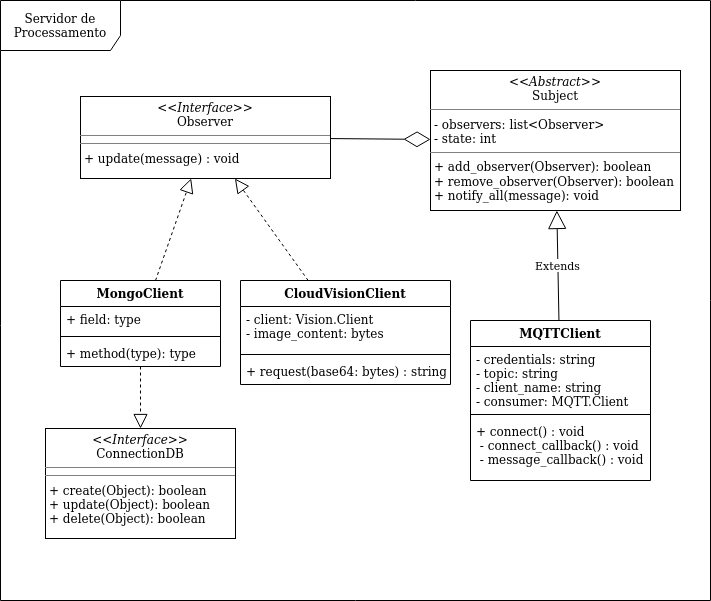 Servidor de
Processamento
<<Interface>>
Observer
+ update(message) : void
<<Abstract>>
Subject
- observers: list<Observer>
- state: int
+ add_observer(Observer): boolean
+ remove_observer(Observer): boolean
+ notify_all(message): void
Extends
MongoClient
+ field: type
+ method(type): type
CloudVisionClient
- client: Vision.Client
- image_content: bytes
+ request(base64: bytes) : string
MQTTClient
- credentials: string
- topic: string
- client_name: string
- consumer: MQTT.Client
+ connect() : void
- connect_callback() : void
- message_callback() : void
<<Interface>>
ConnectionDB
+ create(Object): boolean
+ update(Object): boolean
+ delete(Object): boolean